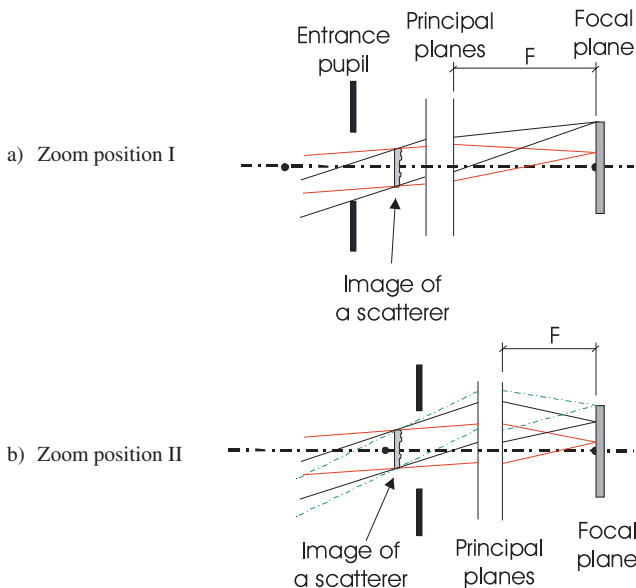 Entrance
pupil
Principal
planes
Focal
plane
F
a) Zoom position I
Image of
a scatterer
F
b) Zoom position II
Image of
a scatterer
Principal
planes
Focal
plane